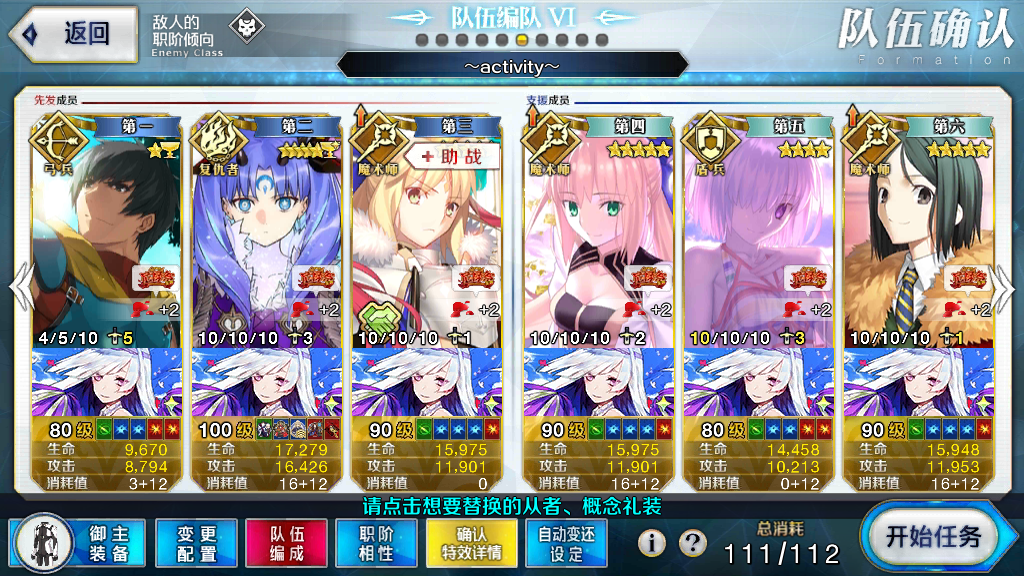 返回
敌人的
职阶倾向
Enemy Class
队伍编队 VI
~activity~
队伍确认
Formation
先发成员
支援成员
第一
第二
第三
第四
第五
第六
弓兵
复仇者
魔术师
+ 助战
魔术师
盾兵
魔术师
+2
+2
+2
+2
+2
+2
4/5/10 5
10/10/10 3
10/10/10 1
10/10/10 2
10/10/10 3
10/10/10 1
80级
100级
90级
90级
80级
90级
生命 9,670
生命 17,279
生命 15,975
生命 15,975
生命 14,458
生命 15,948
攻击 8,794
攻击 16,426
攻击 11,901
攻击 11,901
攻击 10,213
攻击 11,953
消耗值 3+12
消耗值 16+12
消耗值 0
消耗值 16+12
消耗值 0+12
消耗值 16+12
请点击想要替换的从者、概念礼装
御主
装备
变更
配置
队伍
编成
职阶
相性
确认
特效详情
自动变还
设定
总消耗
111/112
开始任务